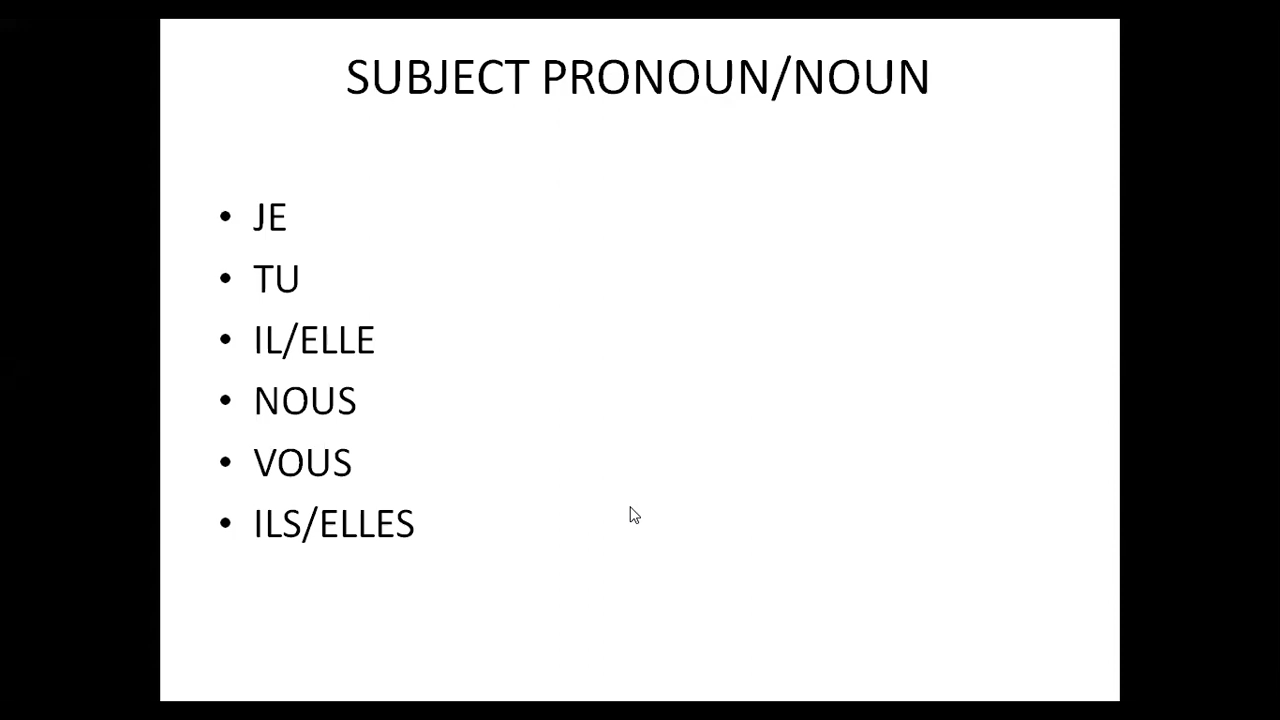 SUBJECT PRONOUN/NOUN
• JE
• TU
• IL/ELLE
• NOUS
• VOUS
• ILS/ELLES